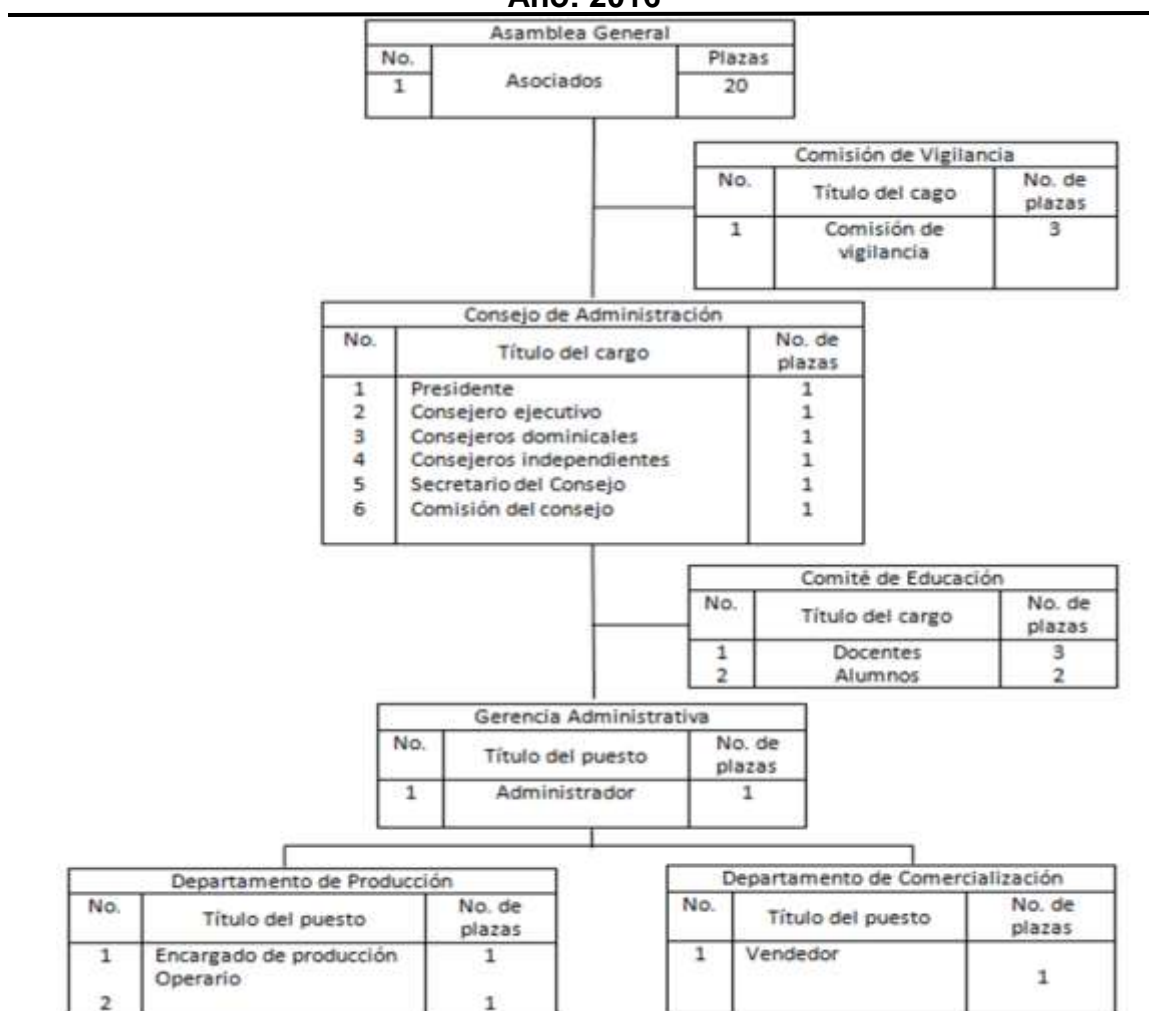 Año: 2016
Asamblea General
No. Asociados Plazas
1 20
Comisión de Vigilancia
No. Título del cago No. de plazas
1 Comisión de vigilancia 3
Consejo de Administración
No. Título del cargo No. de plazas
1 Presidente 1
2 Consejero ejecutivo 1
3 Consejeros dominicales 1
4 Consejeros independientes 1
5 Secretario del Consejo 1
6 Comisión del consejo 1
Comité de Educación
No. Título del cargo No. de plazas
1 Docentes 3
2 Alumnos 2
Gerencia Administrativa
No. Título del puesto No. de plazas
1 Administrador 1
Departamento de Producción
No. Título del puesto No. de plazas
1 Encargado de producción 1
Operario
2 1
Departamento de Comercialización
No. Título del puesto No. de plazas
1 Vendedor
1